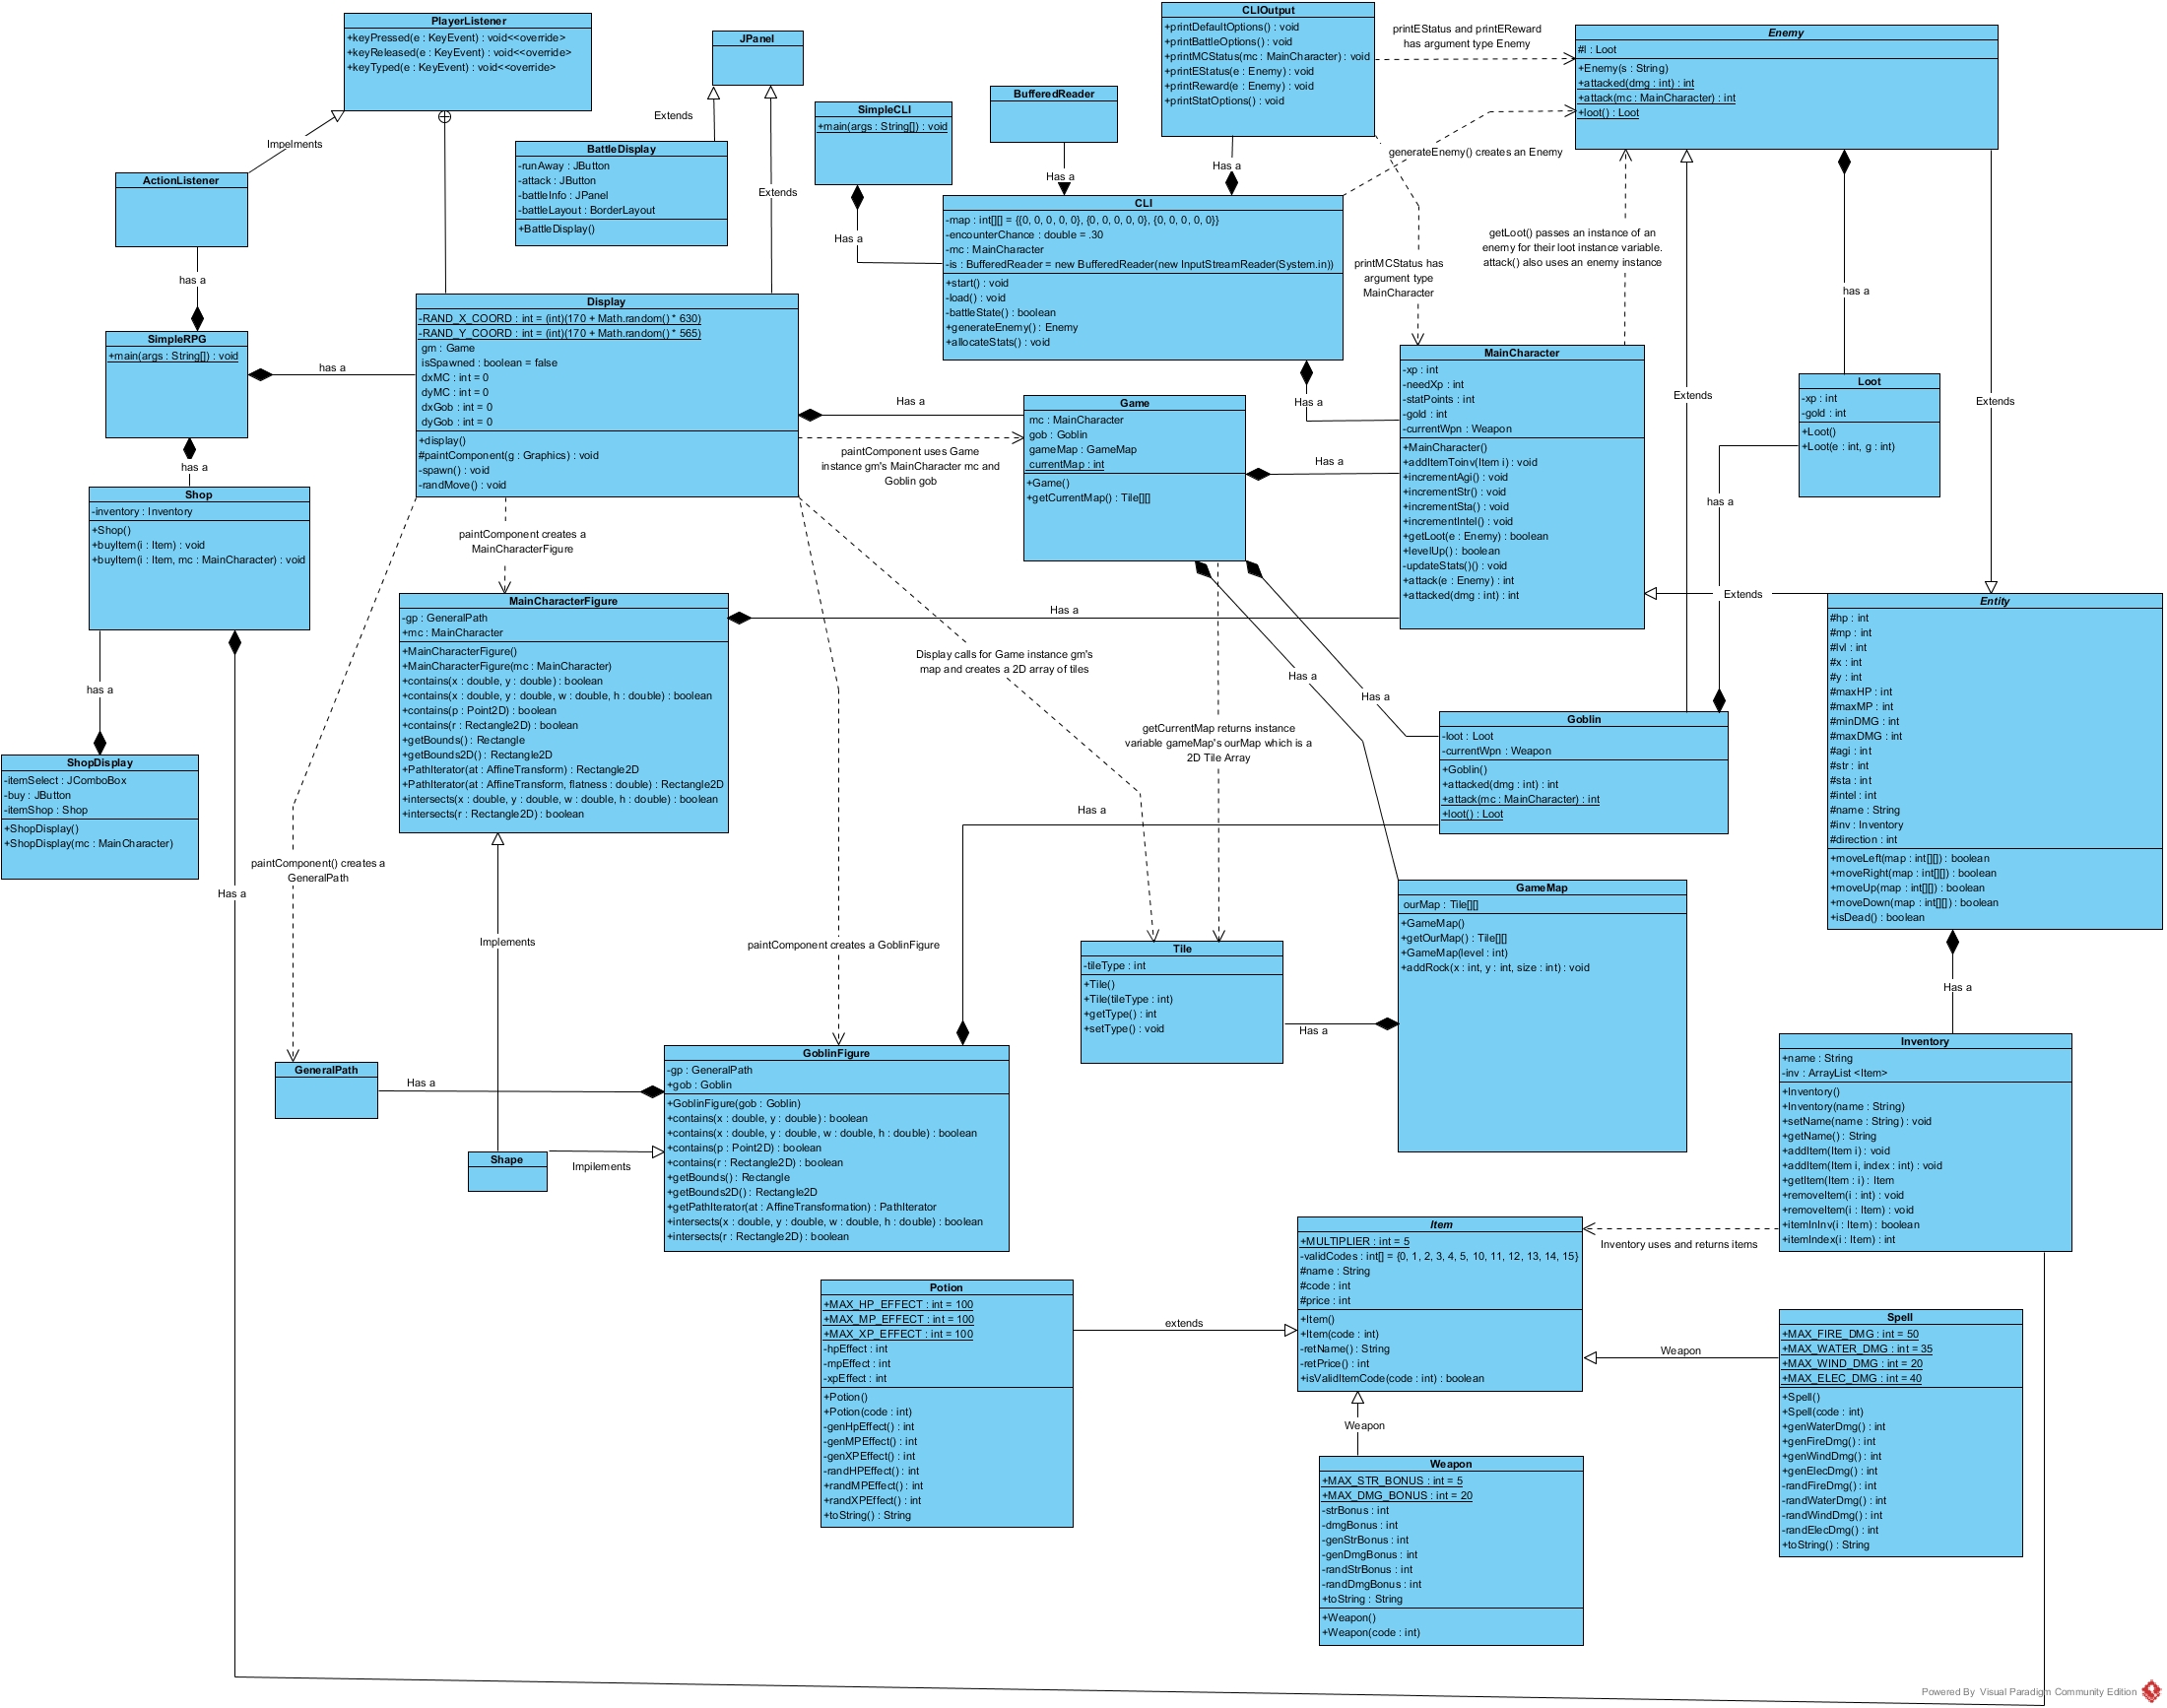 PlayerListener
+keyPressed(e : KeyEvent) : void<<override>
+keyReleased(e : KeyEvent) : void<<override>
+keyTyped(e : KeyEvent) : void<<override>
JPanel
CLIOutput
+printDefaultOptions() : void
+printBattleOptions() : void
+printMCStatus(mc : MainCharacter) : void
+printEStatus(e : Enemy) : void
+printReward(e : Enemy) : void
+printStatOptions() : void
printEStatus and printEReward
has argument type Enemy
Enemy
#l : Loot
+Enemy(s : String)
+attacked(dmg : int) : int
+attack(mc : MainCharacter) : int
+loot() : Loot
SimpleCLI
+main(args : String[]) : void
BufferedReader
Extends
Impelments
BattleDisplay
-runAway : JButton
-attack : JButton
-battleInfo : JPanel
-battleLayout : BorderLayout
+BattleDisplay()
Extends
Has a
Has a
generateEnemy() creates an Enemy
ActionListener
CLI
-map : int[][] = {{0, 0, 0, 0, 0}, {0, 0, 0, 0, 0}, {0, 0, 0, 0, 0}}
-encounterChance : double = .30
-mc : MainCharacter
-is : BufferedReader = new BufferedReader(new InputStreamReader(System.in))
+start() : void
-load() : void
-battleState() : boolean
+generateEnemy() : Enemy
+allocateStats() : void
Has a
getLoot() passes an instance of an
enemy for their loot instance variable.
attack() also uses an enemy instance
printMCStatus has
argument type
MainCharacter
has a
has a
Display
-RAND_X_COORD : int = (int)(170 + Math.random() * 630)
-RAND_Y_COORD : int = (int)(170 + Math.random() * 565)
gm : Game
isSpawned : boolean = false
dxMC : int = 0
dyMC : int = 0
dxGob : int = 0
dyGob : int = 0
+display()
#paintComponent(g : Graphics) : void
-spawn() : void
-randMove() : void
SimpleRPG
+main(args : String[]) : void
has a
MainCharacter
-xp : int
-needXp : int
-statPoints : int
-gold : int
-currentWpn : Weapon
+MainCharacter()
+addItemToinv(Item i) : void
+incrementAgi() : void
+incrementStr() : void
+incrementSta() : void
+incrementIntel() : void
+getLoot(e : Enemy) : boolean
+levelUp() : boolean
-updateStats()() : void
+attack(e : Enemy) : int
+attacked(dmg : int) : int
Loot
-xp : int
-gold : int
+Loot()
+Loot(e : int, g : int)
Extends
Extends
Has a
Has a
Game
mc : MainCharacter
gob : Goblin
gameMap : GameMap
currentMap : int
+Game()
+getCurrentMap() : Tile[][]
paintComponent uses Game
instance gm's MainCharacter mc and
Goblin gob
Has a
has a
has a
Shop
-inventory : Inventory
+Shop()
+buyItem(i : Item) : void
+buyItem(i : Item, mc : MainCharacter) : void
paintComponent creates a
MainCharacterFigure
Extends
MainCharacterFigure
-gp : GeneralPath
+mc : MainCharacter
+MainCharacterFigure()
+MainCharacterFigure(mc : MainCharacter)
+contains(x : double, y : double) : boolean
+contains(x : double, y : double, w : double, h : double) : boolean
+contains(p : Point2D) : boolean
+contains(r : Rectangle2D) : boolean
+getBounds() : Rectangle
+getBounds2D() : Rectangle2D
+PathIterator(at : AffineTransform) : Rectangle2D
+PathIterator(at : AffineTransform, flatness : double) : Rectangle2D
+intersects(x : double, y : double, w : double, h : double) : boolean
+intersects(r : Rectangle2D) : boolean
Has a
Entity
#hp : int
#mp : int
#lvl : int
#x : int
#y : int
#maxHP : int
#maxMP : int
#minDMG : int
#maxDMG : int
#agi : int
#str : int
#sta : int
#intel : int
#name : String
#inv : Inventory
#direction : int
+moveLeft(map : int[][]) : boolean
+moveRight(map : int[][]) : boolean
+moveUp(map : int[][]) : boolean
+moveDown(map : int[][]) : boolean
+isDead() : boolean
Display calls for Game instance gm's
map and creates a 2D array of tiles
Has a
Has a
has a
Goblin
-loot : Loot
-currentWpn : Weapon
+Goblin()
+attacked(dmg : int) : int
+attack(mc : MainCharacter) : int
+loot() : Loot
getCurrentMap returns instance
variable gameMap's ourMap which is a
2D Tile Array
ShopDisplay
-itemSelect : JComboBox
-buy : JButton
-itemShop : Shop
+ShopDisplay()
+ShopDisplay(mc : MainCharacter)
Has a
paintComponent() creates a
GeneralPath
Has a
GameMap
ourMap : Tile[][]
+GameMap()
+getOurMap() : Tile[][]
+GameMap(level : int)
+addRock(x : int, y : int, size : int) : void
Implements
paintComponent creates a GoblinFigure
Tile
-tileType : int
+Tile()
+Tile(tileType : int)
+getType() : int
+setType() : void
Has a
Has a
GeneralPath
Has a
GoblinFigure
-gp : GeneralPath
+gob : Goblin
+GoblinFigure(gob : Goblin)
+contains(x : double, y : double) : boolean
+contains(x : double, y : double, w : double, h : double) : boolean
+contains(p : Point2D) : boolean
+contains(r : Rectangle2D) : boolean
+getBounds() : Rectangle
+getBounds2D() : Rectangle2D
+getPathIterator(at : AffineTransformation) : PathIterator
+intersects(x : double, y : double, w : double, h : double) : boolean
+intersects(r : Rectangle2D) : boolean
Inventory
+name : String
-inv : ArrayList <Item>
+Inventory()
+Inventory(name : String)
+setName(name : String) : void
+getName() : String
+addItem(Item i) : void
+addItem(Item i, index : int) : void
+getItem(Item : i) : Item
+removeItem(i : int) : void
+removeItem(i : Item) : void
+itemInInv(i : Item) : boolean
+itemIndex(i : Item) : int
Shape
Impilements
Item
+MULTIPLIER : int = 5
-validCodes : int[] = {0, 1, 2, 3, 4, 5, 10, 11, 12, 13, 14, 15}
#name : String
#code : int
#price : int
+Item()
+Item(code : int)
-retName() : String
-retPrice() : int
+isValidItemCode(code : int) : boolean
Inventory uses and returns items
Potion
+MAX_HP_EFFECT : int = 100
+MAX_MP_EFFECT : int = 100
+MAX_XP_EFFECT : int = 100
-hpEffect : int
-mpEffect : int
-xpEffect : int
+Potion()
+Potion(code : int)
-genHpEffect() : int
-genMPEffect() : int
-genXPEffect() : int
-randHPEffect() : int
+randMPEffect() : int
+randXPEffect() : int
+toString() : String
extends
Weapon
Spell
+MAX_FIRE_DMG : int = 50
+MAX_WATER_DMG : int = 35
+MAX_WIND_DMG : int = 20
+MAX_ELEC_DMG : int = 40
+Spell()
+Spell(code : int)
+genWaterDmg() : int
+genFireDmg() : int
+genWindDmg() : int
+genElecDmg() : int
-randFireDmg() : int
-randWaterDmg() : int
-randWindDmg() : int
-randElecDmg() : int
+toString() : String
Weapon
Weapon
+MAX_STR_BONUS : int = 5
+MAX_DMG_BONUS : int = 20
-strBonus : int
-dmgBonus : int
-genStrBonus : int
-genDmgBonus : int
-randStrBonus : int
-randDmgBonus : int
+toString : String
+Weapon()
+Weapon(code : int)
Powered By Visual Paradigm Community Edition